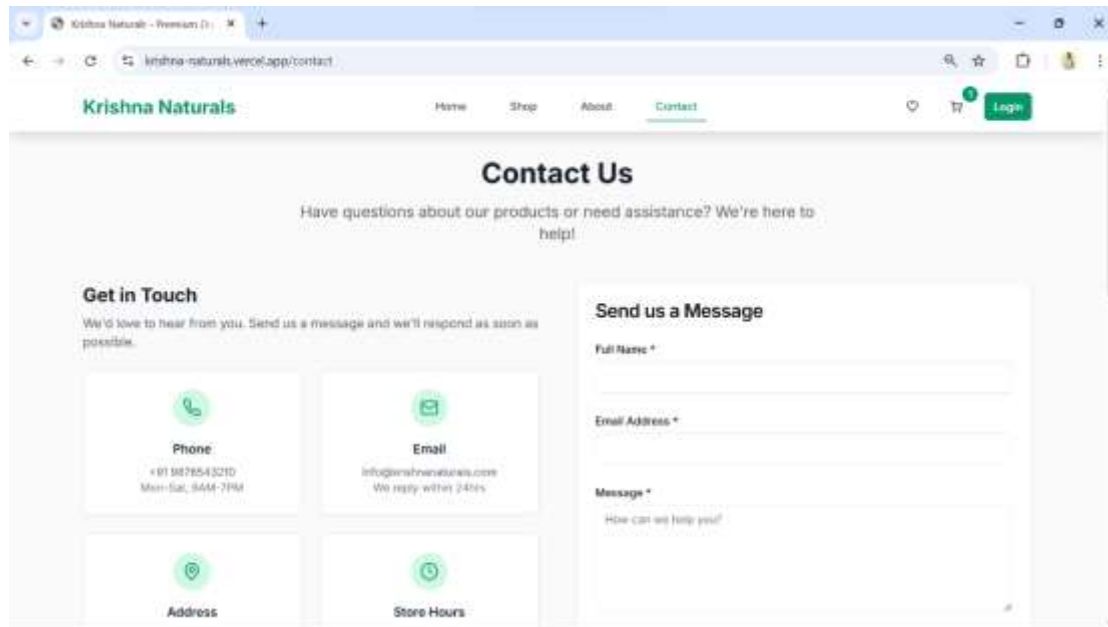 Krishna Naturals - Premium Dr
krishna-naturals.vercel.app/contact
Krishna Naturals
Home
Shop
About
Contact
1
Login
Contact Us
Have questions about our products or need assistance? We're here to
help!
Get in Touch
We'd love to hear from you. Send us a message and we'll respond as soon as
possible.
Phone
+91 9876543210
Mon-Sat, 9AM-7PM
Email
info@krishnanaturals.com
We reply within 24hrs
Address
Store Hours
Send us a Message
Full Name *
Email Address *
Message *
How can we help you?